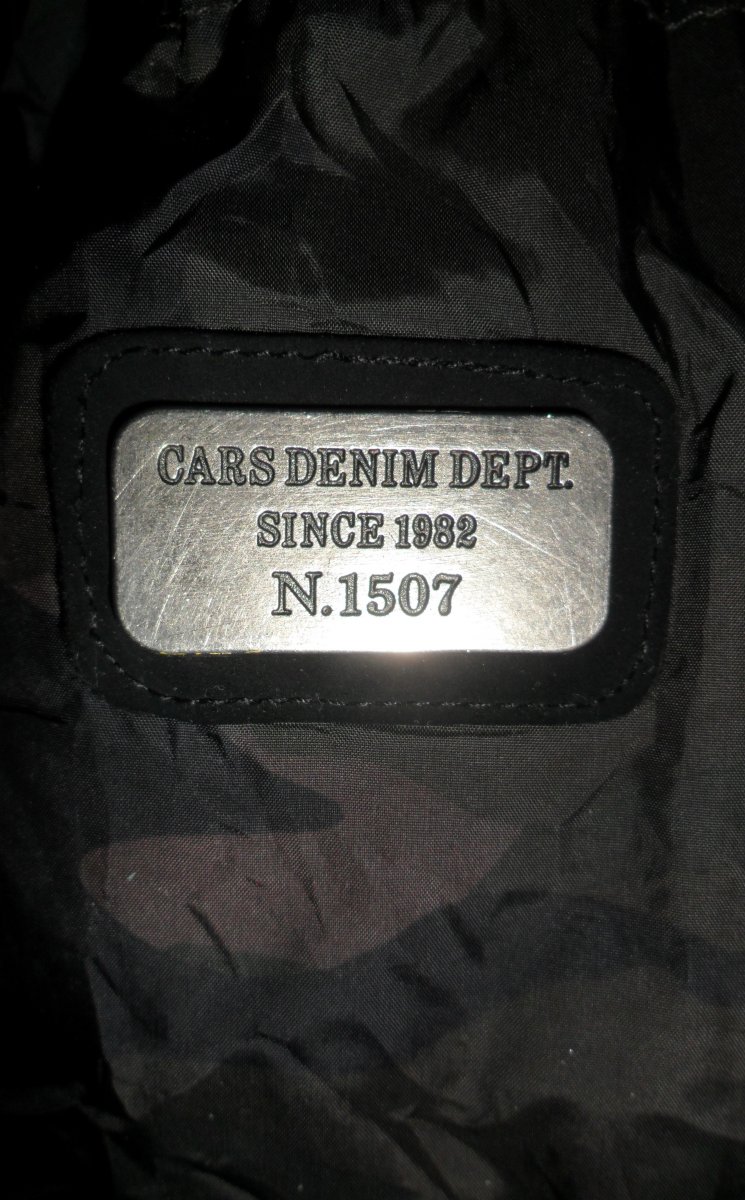 CARS DENIM DEPT.
SINCE 1982
N.1507